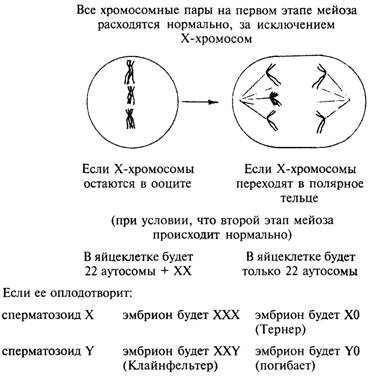 Все хромосомные пары на первом этапе мейоза
расходятся нормально, за исключением
Х-хромосом
Если Х-хромосомы
остаются в ооците
Если Х-хромосомы
переходят в полярное
тельце
(при условии, что второй этап мейоза
происходит нормально)
В яйцеклетке будет
22 аутосомы + XX
В яйцеклетке будет
только 22 аутосомы
Если ее оплодотворит:
сперматозоид X эмбрион будет XXX эмбрион будет X0
(Тернер)
сперматозоид Y эмбрион будет XXY эмбрион будет Y0
(Клайнфельтер) (погибает)